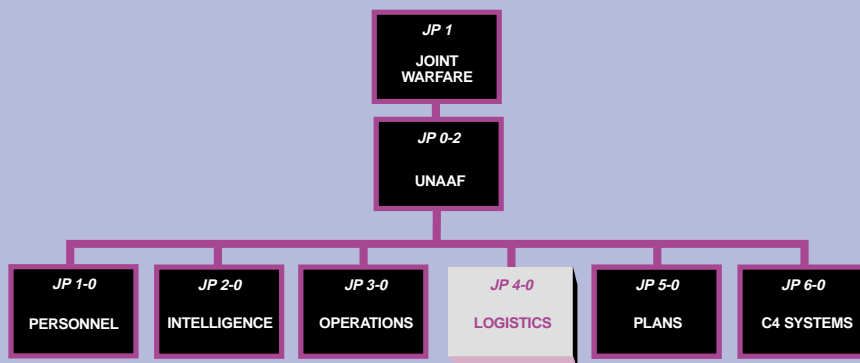 JP 1
JOINT
WARFARE
JP 0-2
UNAAF
JP 1-0
PERSONNEL
JP 2-0
INTELLIGENCE
JP 3-0
OPERATIONS
JP 4-0
LOGISTICS
JP 5-0
PLANS
JP 6-0
C4 SYSTEMS